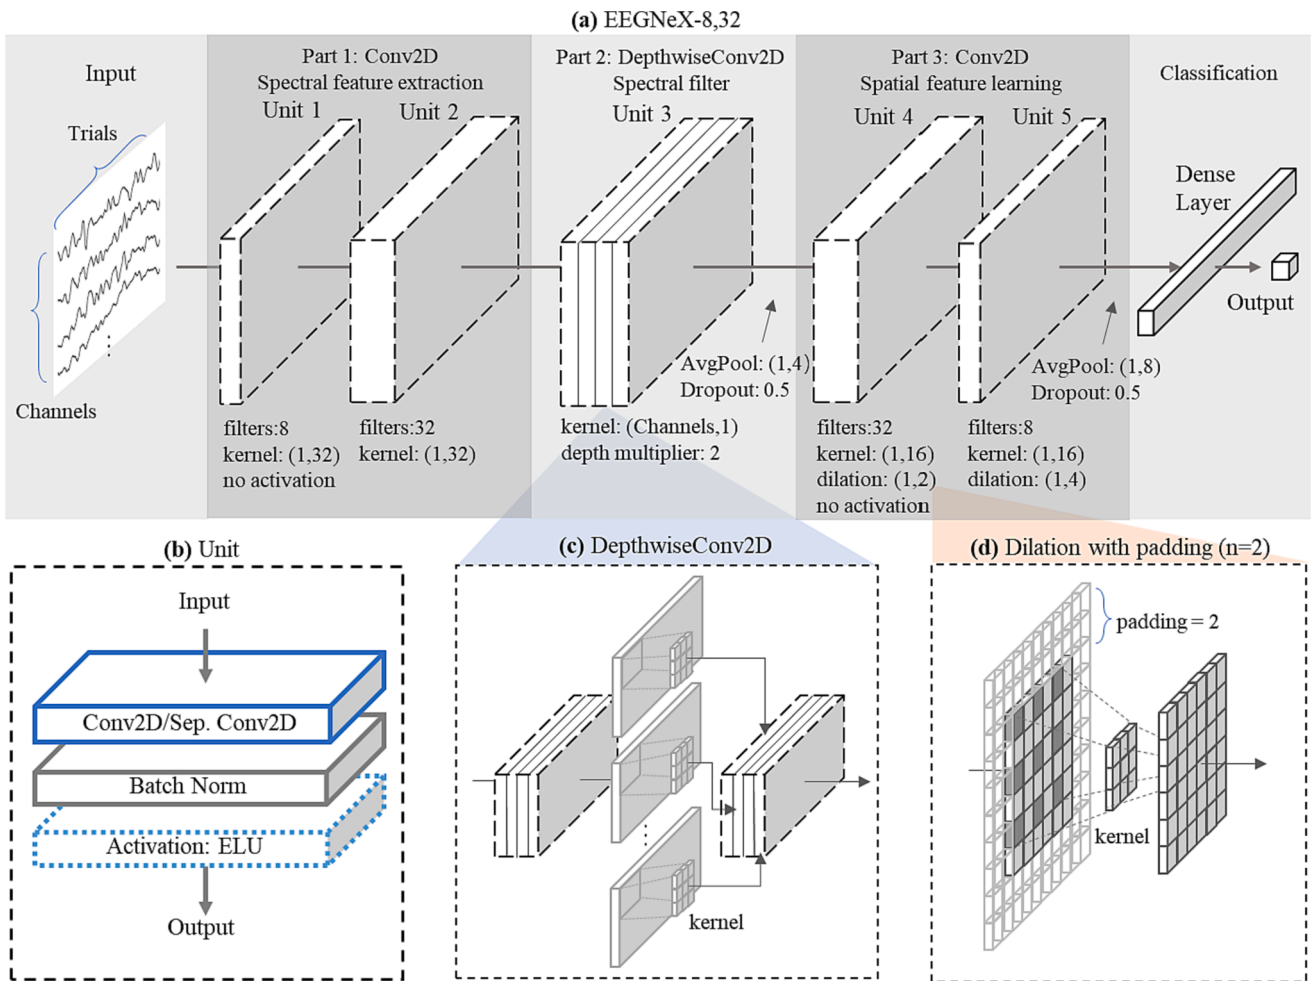 (a) EEGNeX-8,32
Input
Trials
Channels
Part 1: Conv2D
Spectral feature extraction
Unit 1
Unit 2
filters:8
kernel: (1,32)
no activation
filters:32
kernel: (1,32)
Part 2: DepthwiseConv2D
Spectral filter
Unit 3
kernel: (Channels,1)
depth multiplier: 2
AvgPool: (1,4)
Dropout: 0.5
Part 3: Conv2D
Spatial feature learning
Unit 4
Unit 5
filters:32
kernel: (1,16)
dilation: (1,2)
no activation
filters:8
kernel: (1,16)
dilation: (1,4)
AvgPool: (1,8)
Dropout: 0.5
Classification
Dense
Layer
Output
(b) Unit
Input
Conv2D/Sep. Conv2D
Batch Norm
Activation: ELU
Output
(c) DepthwiseConv2D
kernel
(d) Dilation with padding (n=2)
padding = 2
kernel